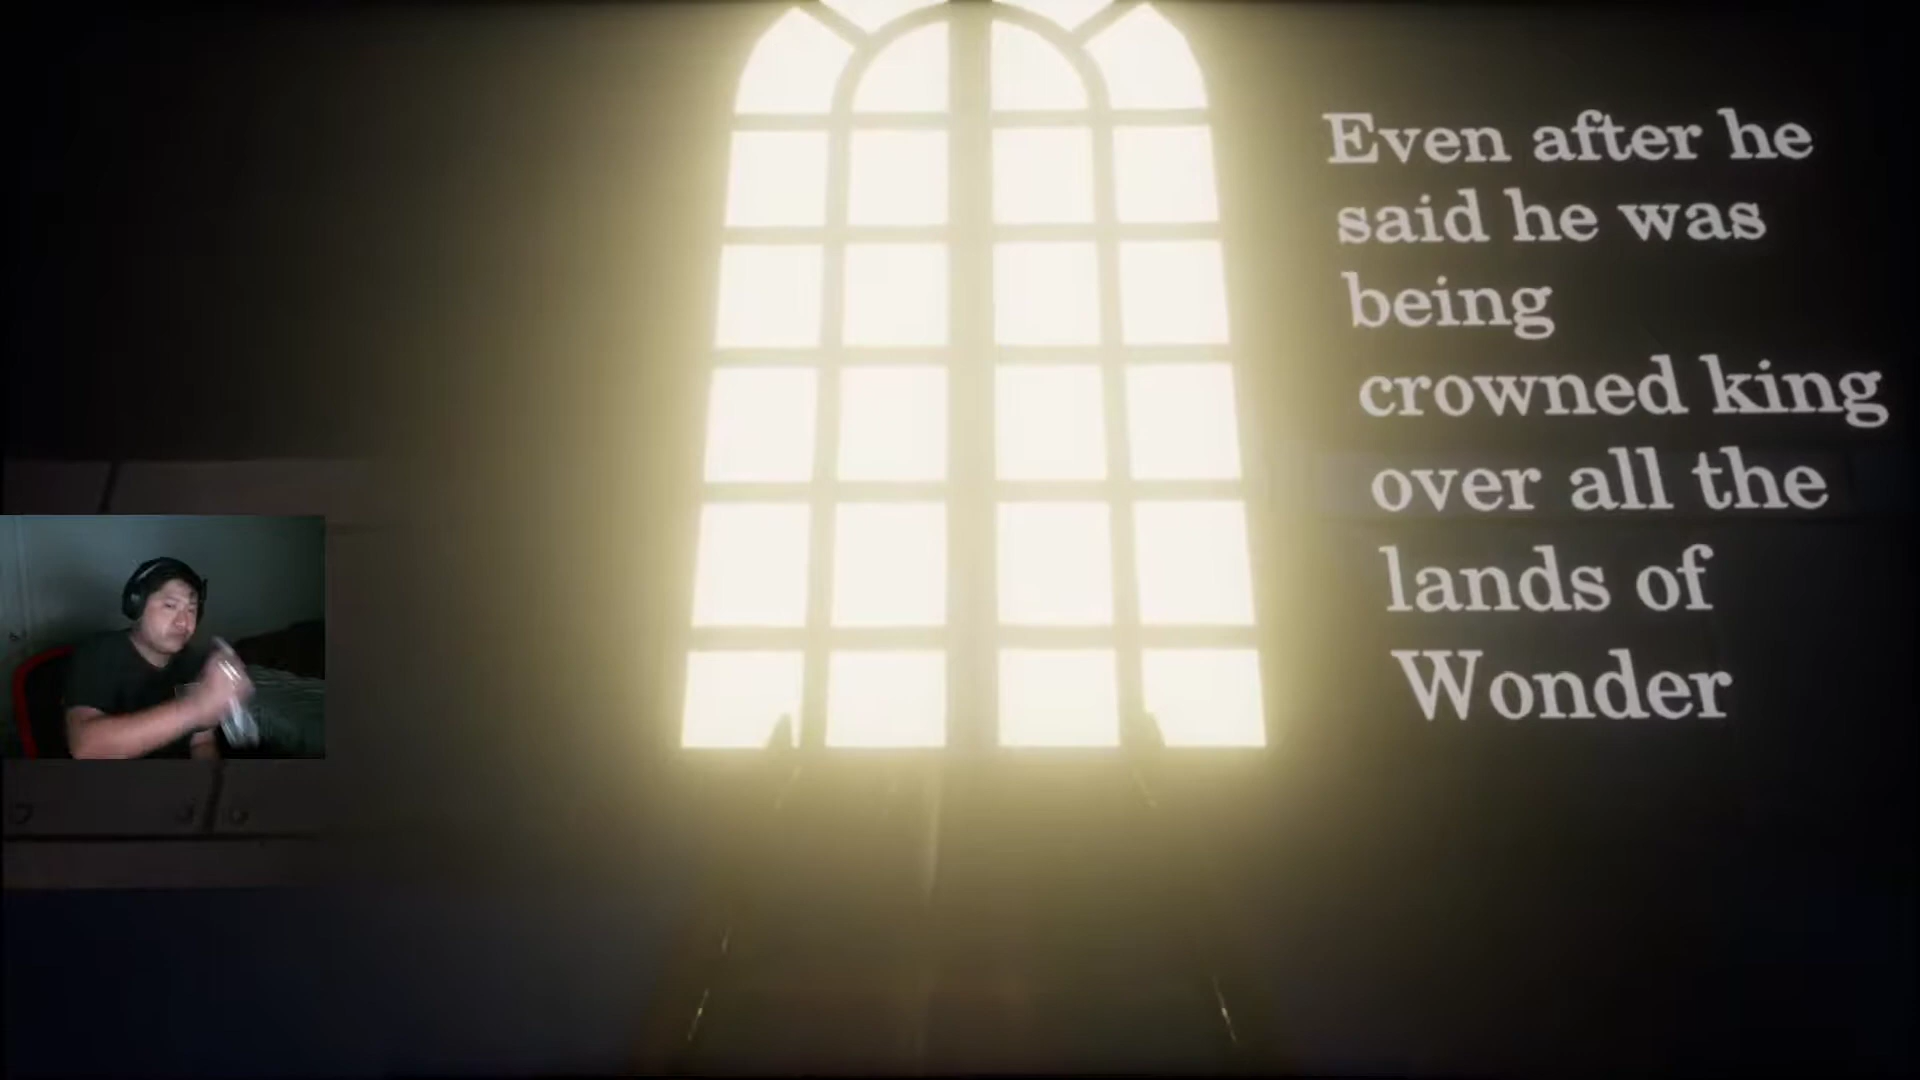 Even after he
said he was
being
crowned king
over all the
lands of
Wonder